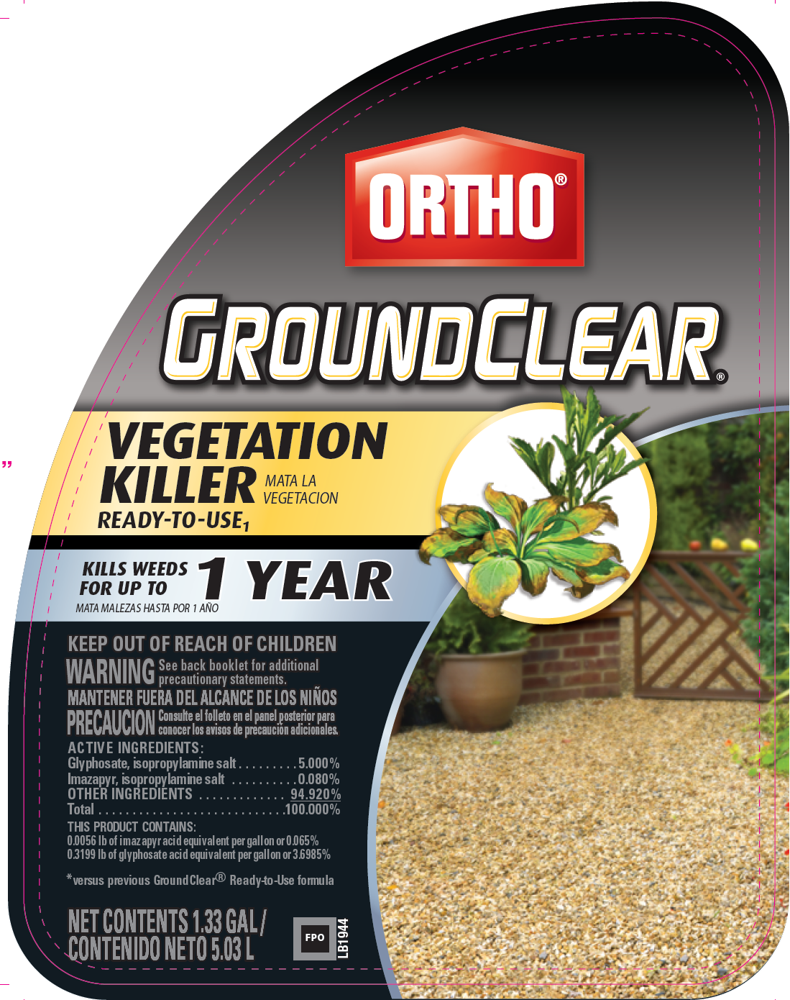 ORTHO®
GROUNDCLEAR®
VEGETATION
KILLER
MATA LA
VEGETACION
READY-TO-USE1
KILLS WEEDS
FOR UP TO
1 YEAR
MATA MALEZAS HASTA POR 1 AÑO
KEEP OUT OF REACH OF CHILDREN
WARNING
See back booklet for additional
precautionary statements.
MANTENER FUERA DEL ALCANCE DE LOS NIÑOS
PRECAUCION
Consulte el folleto en el panel posterior para
conocer los avisos de precaución adicionales.
ACTIVE INGREDIENTS:
Glyphosate, isopropylamine salt . . . . . . . . . 5.000%
Imazapyr, isopropylamine salt . . . . . . . . . . 0.080%
OTHER INGREDIENTS . . . . . . . . . . . . . 94.920%
Total . . . . . . . . . . . . . . . . . . . . . . . . . . . .100.000%
THIS PRODUCT CONTAINS:
0.0056 lb of imazapyr acid equivalent per gallon or 0.065%
0.3199 lb of glyphosate acid equivalent per gallon or 3.6985%
*versus previous GroundClear® Ready-to-Use formula
NET CONTENTS 1.33 GAL /
CONTENIDO NETO 5.03 L
FPO
LB1944
”